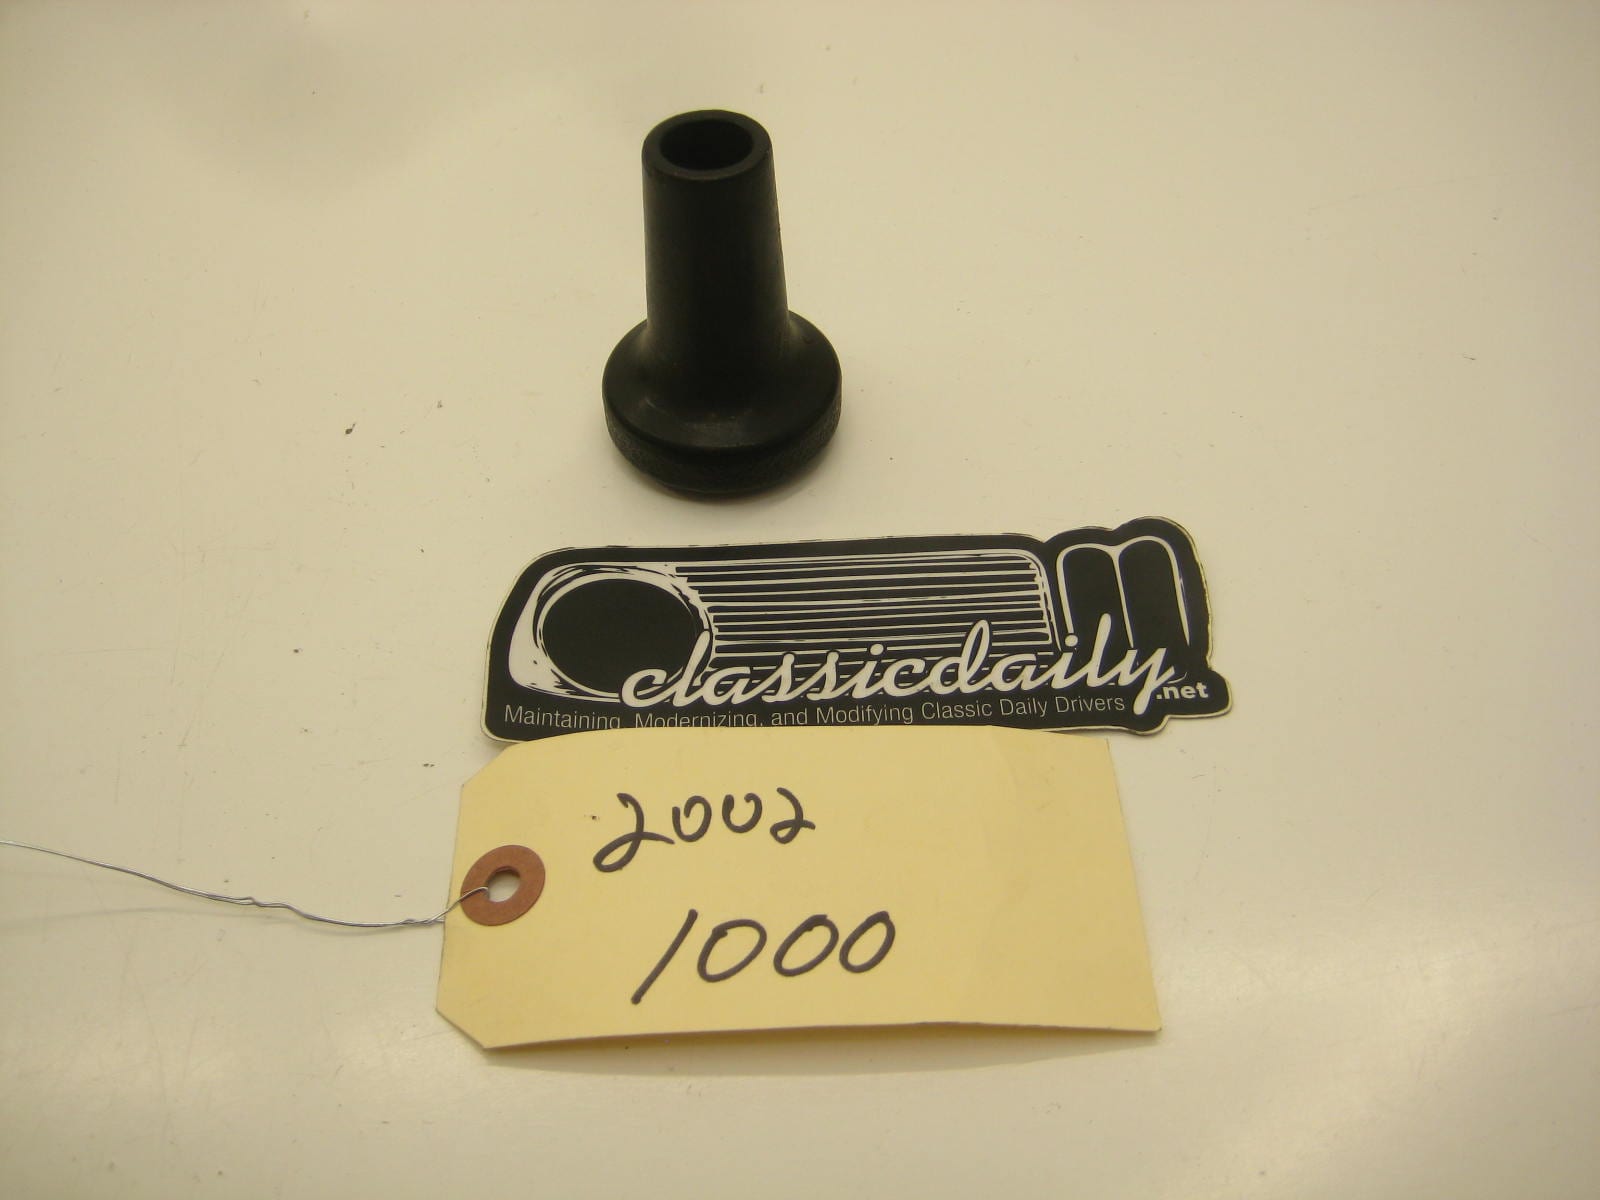 classicdaily.net
Maintaining, Modernizing, and Modifying Classic Daily Drivers
2002
1000